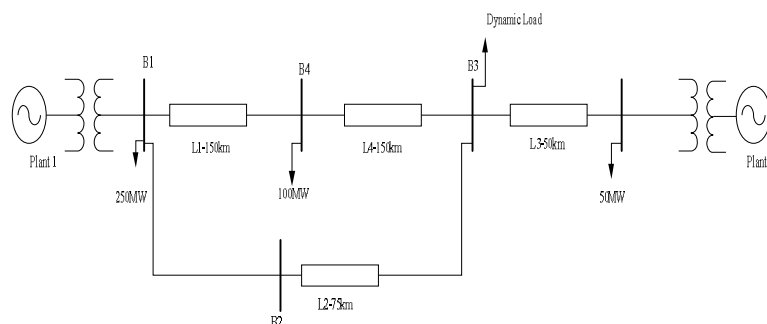 Dynamic Load
B1
B4
B3
Plant 1
L1-150km
L4-150km
L3-50km
Plant
250MW
100MW
50MW
L2-75km
B2